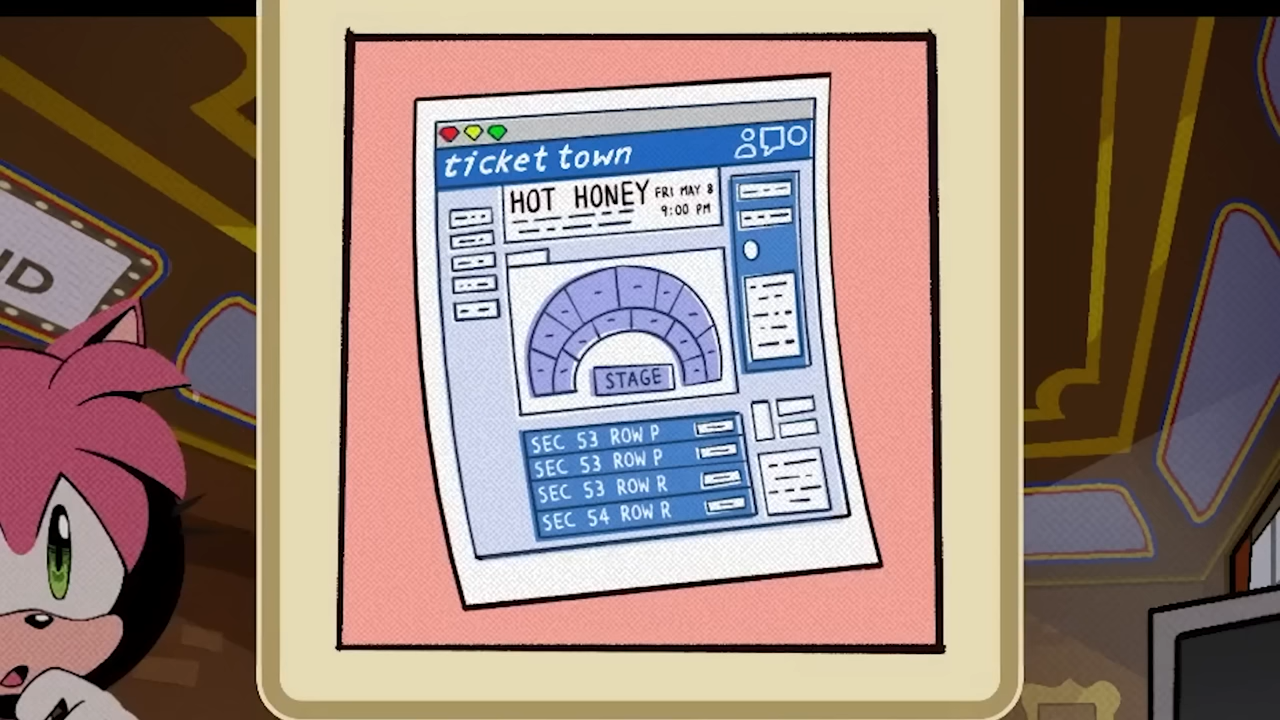 ticket town
HOT HONEY
FRI MAY 8
9:00 PM
STAGE
SEC 53 ROW P
SEC 53 ROW P
SEC 53 ROW R
SEC 54 ROW R